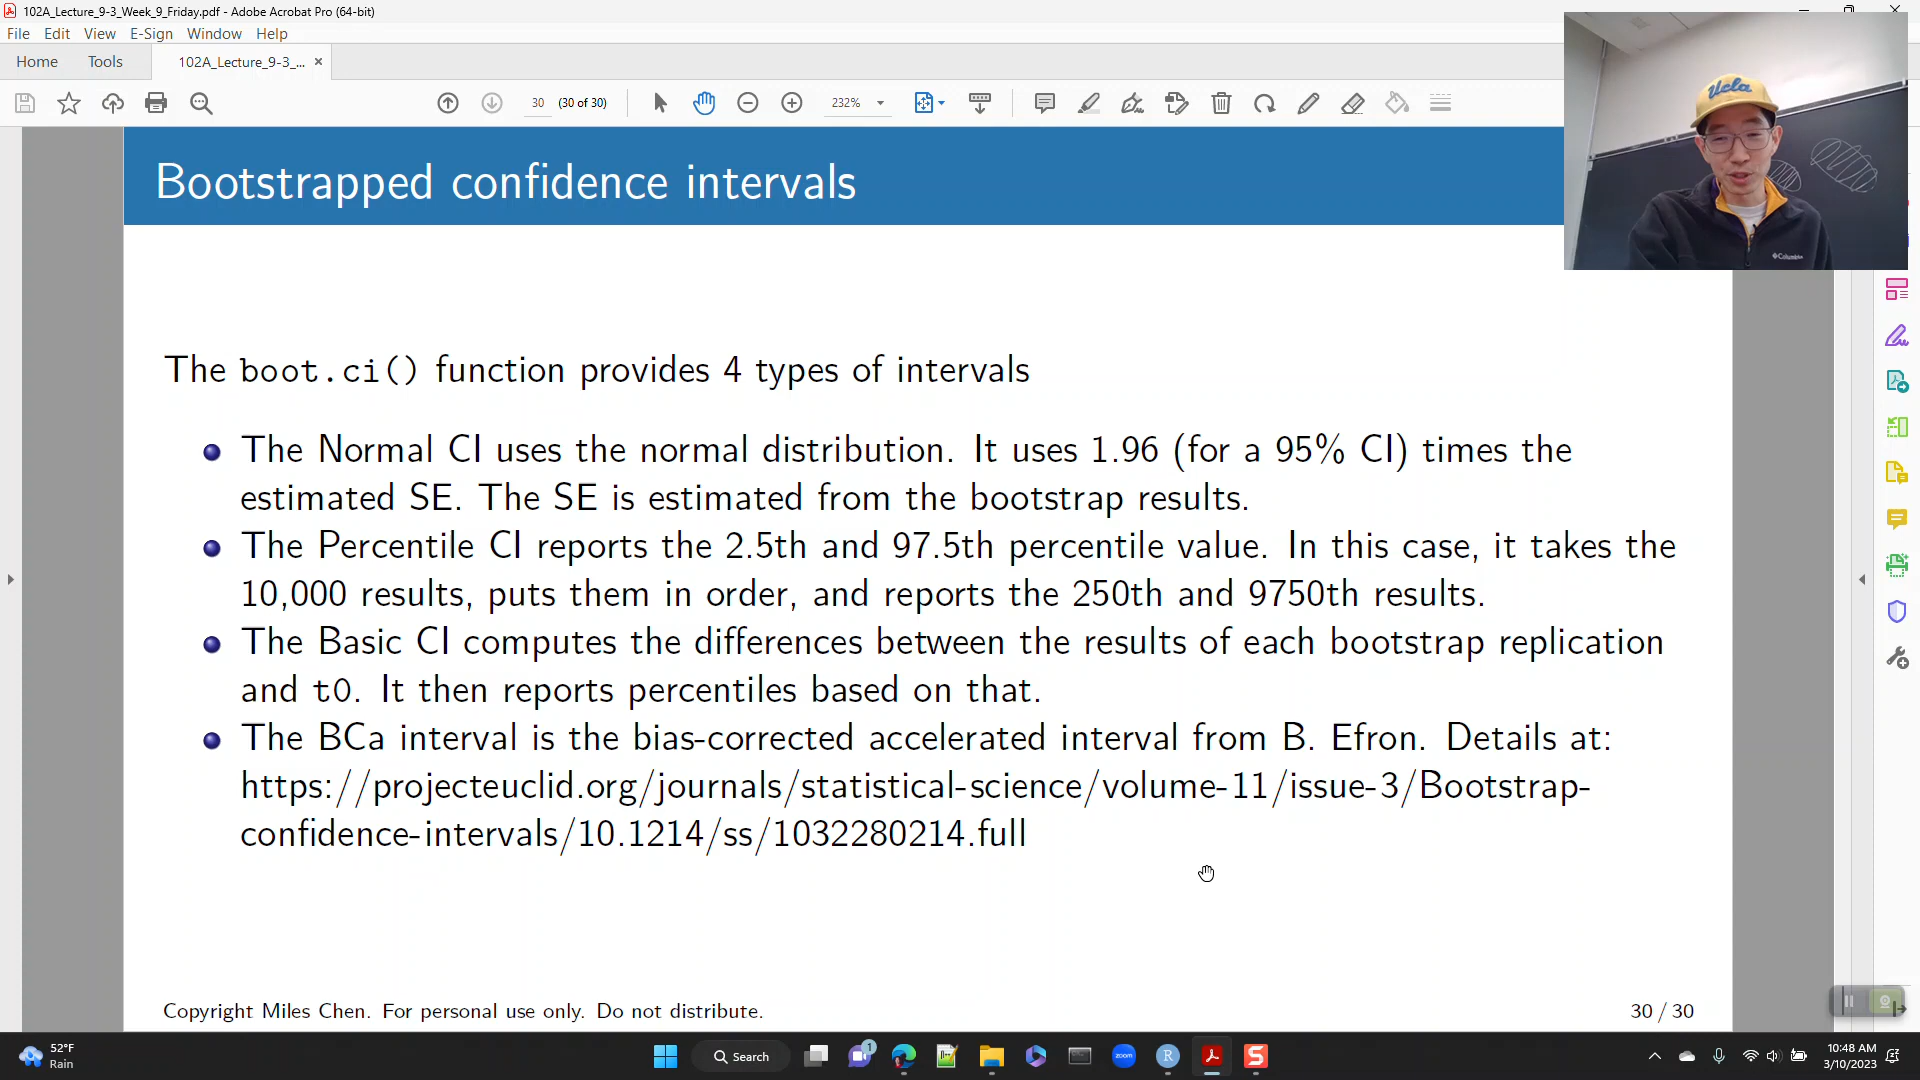 102A_Lecture_9-3_Week_9_Friday.pdf - Adobe Acrobat Pro (64-bit)
File Edit View E-Sign Window Help
Home Tools 102A_Lecture_9-3_... ×
30 (30 of 30) 232%
Ucla
Columbia
Bootstrapped confidence intervals
The boot.ci() function provides 4 types of intervals
The Normal CI uses the normal distribution. It uses 1.96 (for a 95% CI) times the
estimated SE. The SE is estimated from the bootstrap results.
The Percentile CI reports the 2.5th and 97.5th percentile value. In this case, it takes the
10,000 results, puts them in order, and reports the 250th and 9750th results.
The Basic CI computes the differences between the results of each bootstrap replication
and t0. It then reports percentiles based on that.
The BCa interval is the bias-corrected accelerated interval from B. Efron. Details at:
https://projecteuclid.org/journals/statistical-science/volume-11/issue-3/Bootstrap-
confidence-intervals/10.1214/ss/1032280214.full
Copyright Miles Chen. For personal use only. Do not distribute. 30 / 30
52°F
Rain
Search
1
zoom
R
S
10:48 AM
3/10/2023